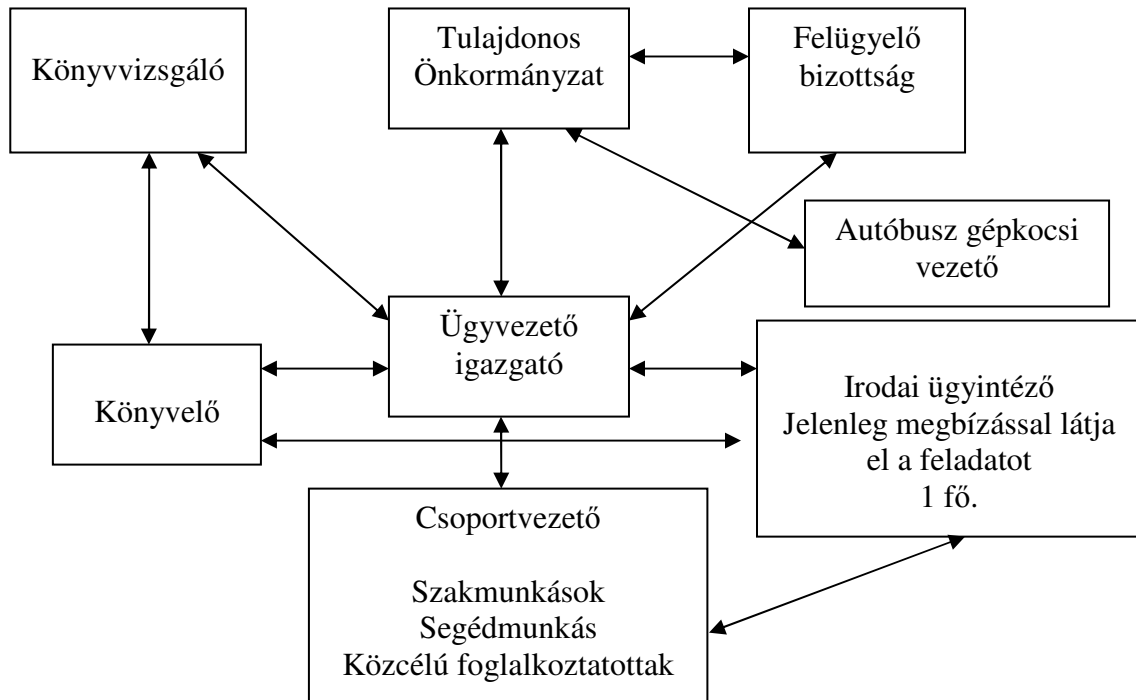 Könyvvizsgáló
Tulajdonos
Önkormányzat
Felügyelő
bizottság
Autóbusz gépkocsi
vezető
Ügyvezető
igazgató
Könyvelő
Irodai ügyintéző
Jelenleg megbízással látja
el a feladatot
1 fő.
Csoportvezető
Szakmunkások
Segédmunkás
Közcélú foglalkoztatottak